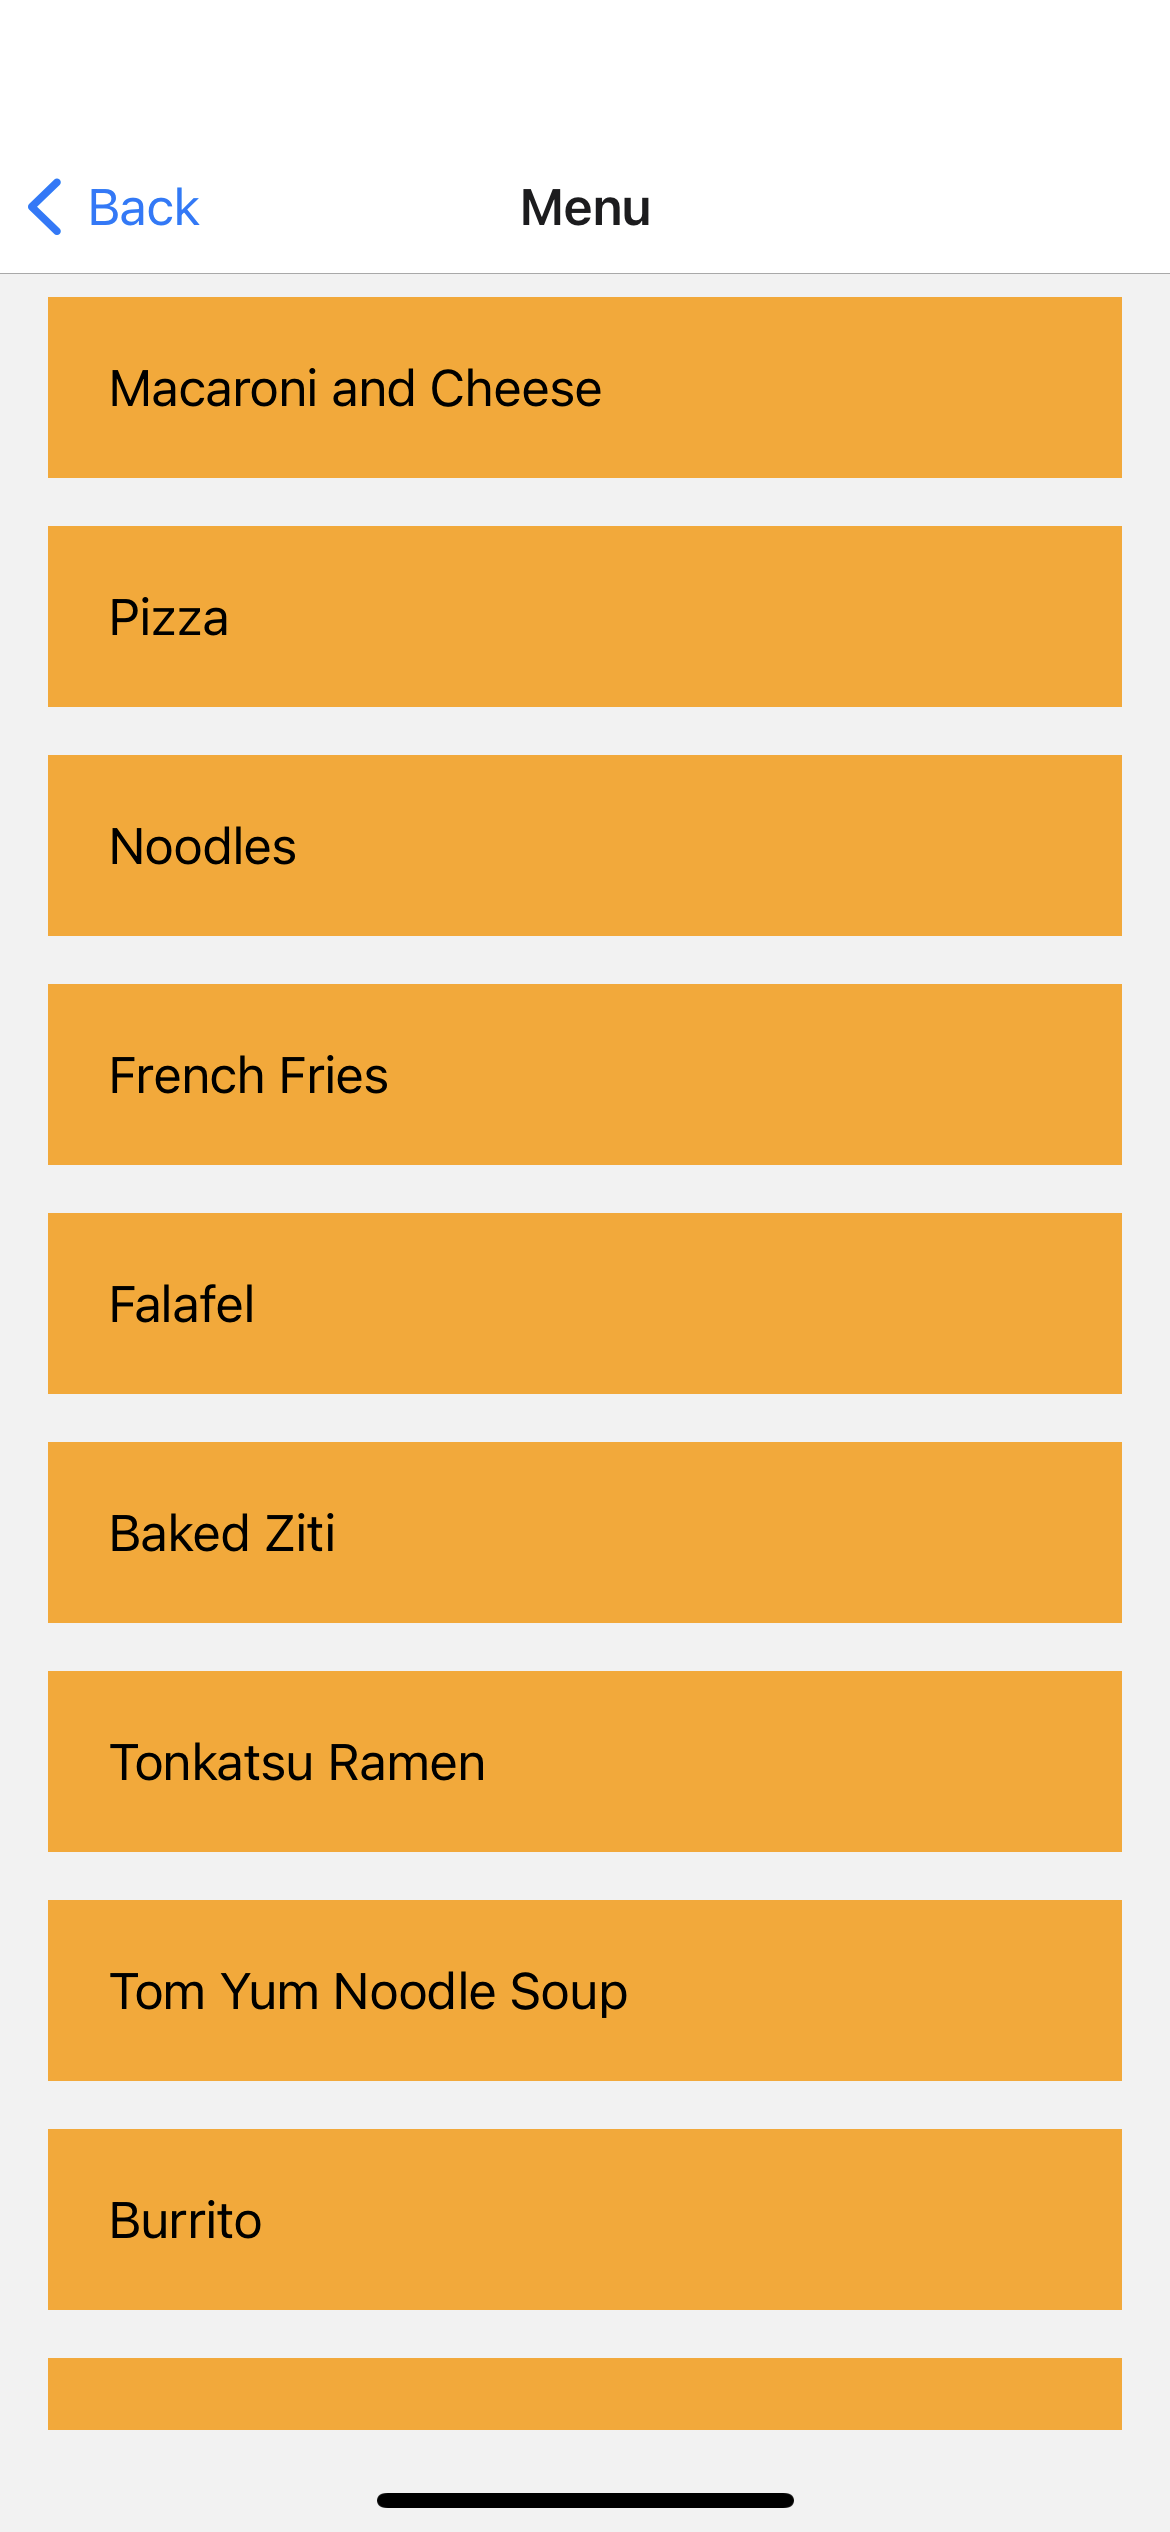 Back
Menu
Macaroni and Cheese
Pizza
Noodles
French Fries
Falafel
Baked Ziti
Tonkatsu Ramen
Tom Yum Noodle Soup
Burrito